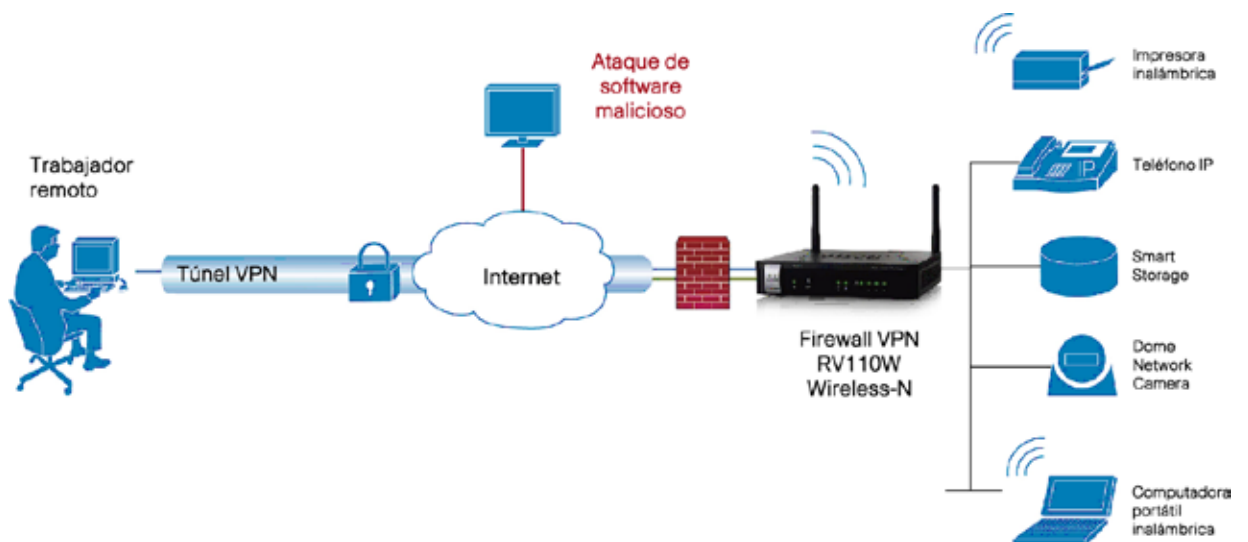 Ataque de
software
malicioso
Trabajador
remoto
Túnel VPN
Internet
Firewall VPN
RV110W
Wireless-N
Impresora
inalámbrica
IP
Teléfono IP
Smart
Storage
Dome
Network
Camera
Computadora
portátil
inalámbrica